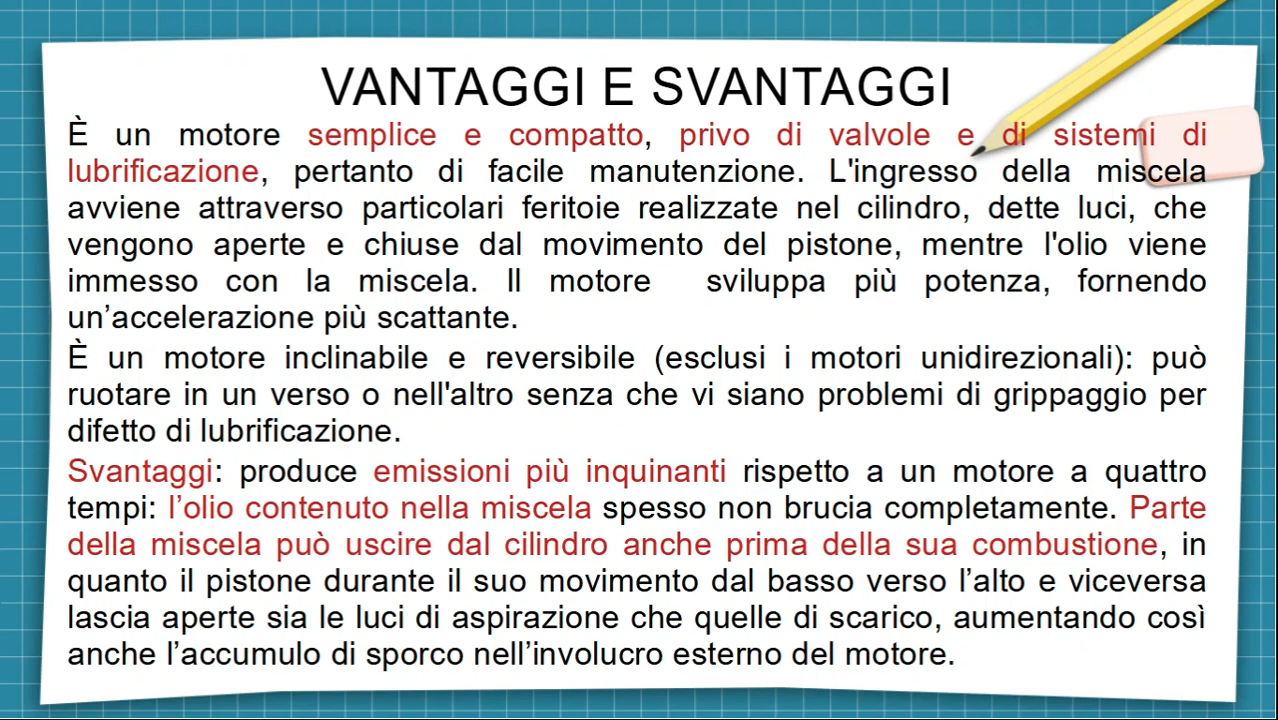 VANTAGGI E SVANTAGGI
È un motore semplice e compatto, privo di valvole e di sistemi di
lubrificazione, pertanto di facile manutenzione. L'ingresso della miscela
avviene attraverso particolari feritoie realizzate nel cilindro, dette luci, che
vengono aperte e chiuse dal movimento del pistone, mentre l'olio viene
immesso con la miscela. Il motore sviluppa più potenza, fornendo
un’accelerazione più scattante.
È un motore inclinabile e reversibile (esclusi i motori unidirezionali): può
ruotare in un verso o nell'altro senza che vi siano problemi di grippaggio per
difetto di lubrificazione.
Svantaggi: produce emissioni più inquinanti rispetto a un motore a quattro
tempi: l’olio contenuto nella miscela spesso non brucia completamente. Parte
della miscela può uscire dal cilindro anche prima della sua combustione, in
quanto il pistone durante il suo movimento dal basso verso l’alto e viceversa
lascia aperte sia le luci di aspirazione che quelle di scarico, aumentando così
anche l’accumulo di sporco nell’involucro esterno del motore.